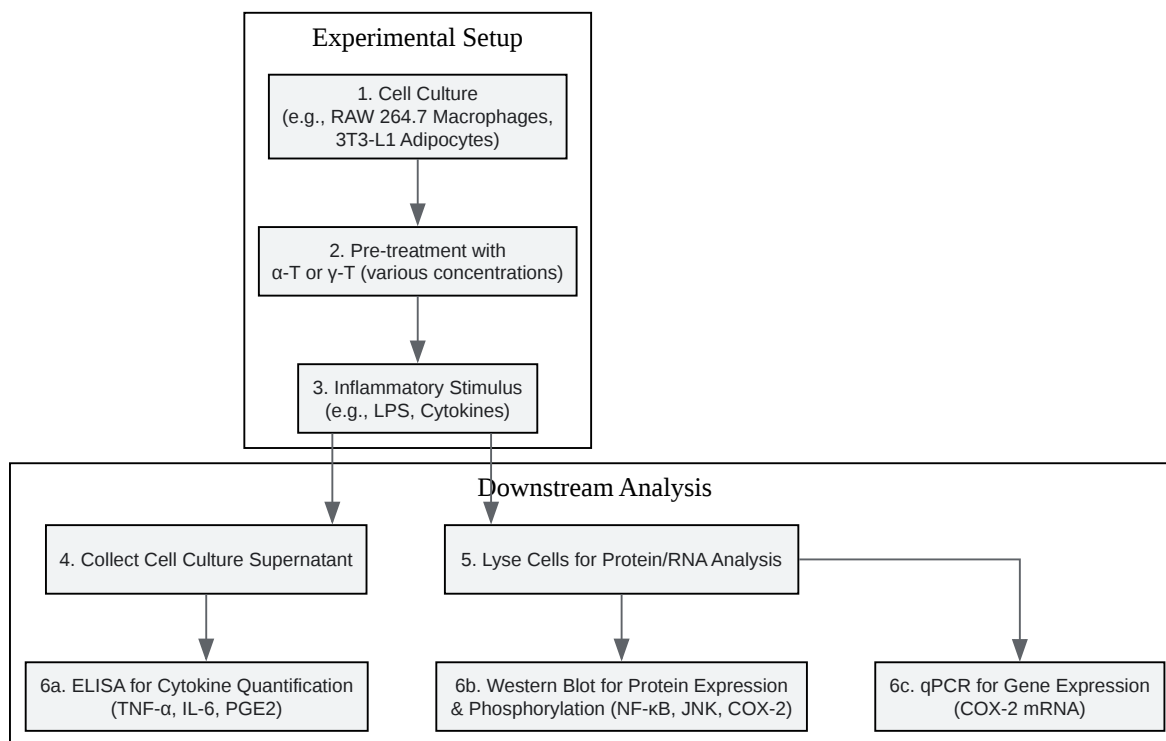 Experimental Setup
1. Cell Culture
(e.g., RAW 264.7 Macrophages,
3T3-L1 Adipocytes)
2. Pre-treatment with
α-T or γ-T (various concentrations)
3. Inflammatory Stimulus
(e.g., LPS, Cytokines)
Downstream Analysis
4. Collect Cell Culture Supernatant
5. Lyse Cells for Protein/RNA Analysis
6a. ELISA for Cytokine Quantification
(TNF-α, IL-6, PGE2)
6b. Western Blot for Protein Expression
& Phosphorylation (NF-κB, JNK, COX-2)
6c. qPCR for Gene Expression
(COX-2 mRNA)